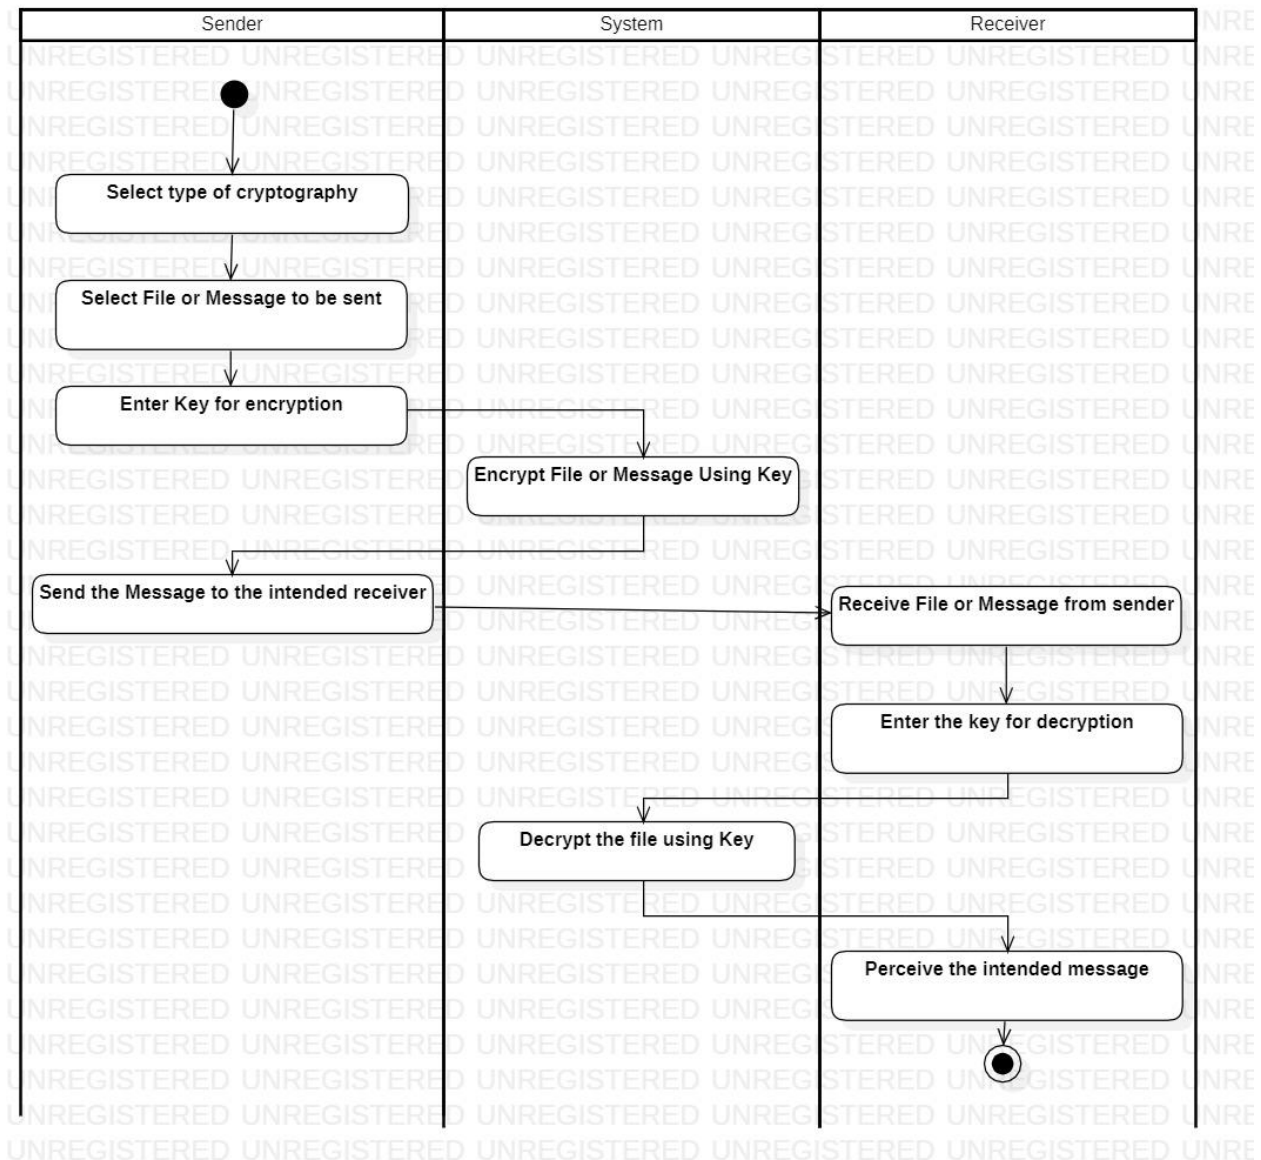 Sender
System
Receiver
Select type of cryptography
Select File or Message to be sent
Enter Key for encryption
Encrypt File or Message Using Key
Send the Message to the intended receiver
Receive File or Message from sender
Enter the key for decryption
Decrypt the file using Key
Perceive the intended message
UNREGISTERED